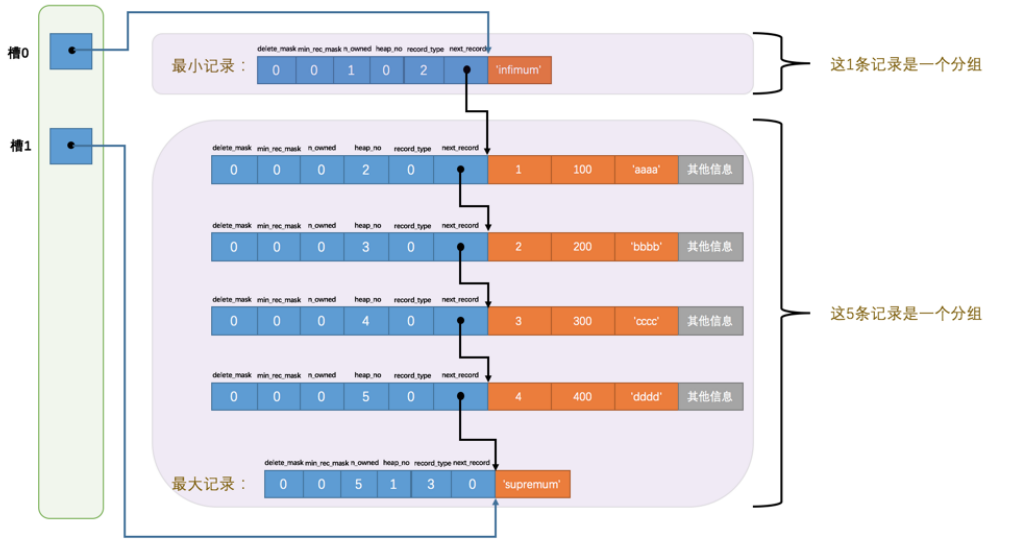 槽0
delete_mask min_rec_mask n_owned heap_no record_type next_record
最小记录： 0 0 1 0 2 'infimum'
这1条记录是一个分组
槽1
delete_mask min_rec_mask n_owned heap_no record_type next_record
0 0 0 2 0 1 100 'aaaa' 其他信息
delete_mask min_rec_mask n_owned heap_no record_type next_record
0 0 0 3 0 2 200 'bbbb' 其他信息
delete_mask min_rec_mask n_owned heap_no record_type next_record
0 0 0 4 0 3 300 'cccc' 其他信息
这5条记录是一个分组
delete_mask min_rec_mask n_owned heap_no record_type next_record
0 0 0 5 0 4 400 'dddd' 其他信息
delete_mask min_rec_mask n_owned heap_no record_type next_record
最大记录： 0 0 5 1 3 0 'supremum'